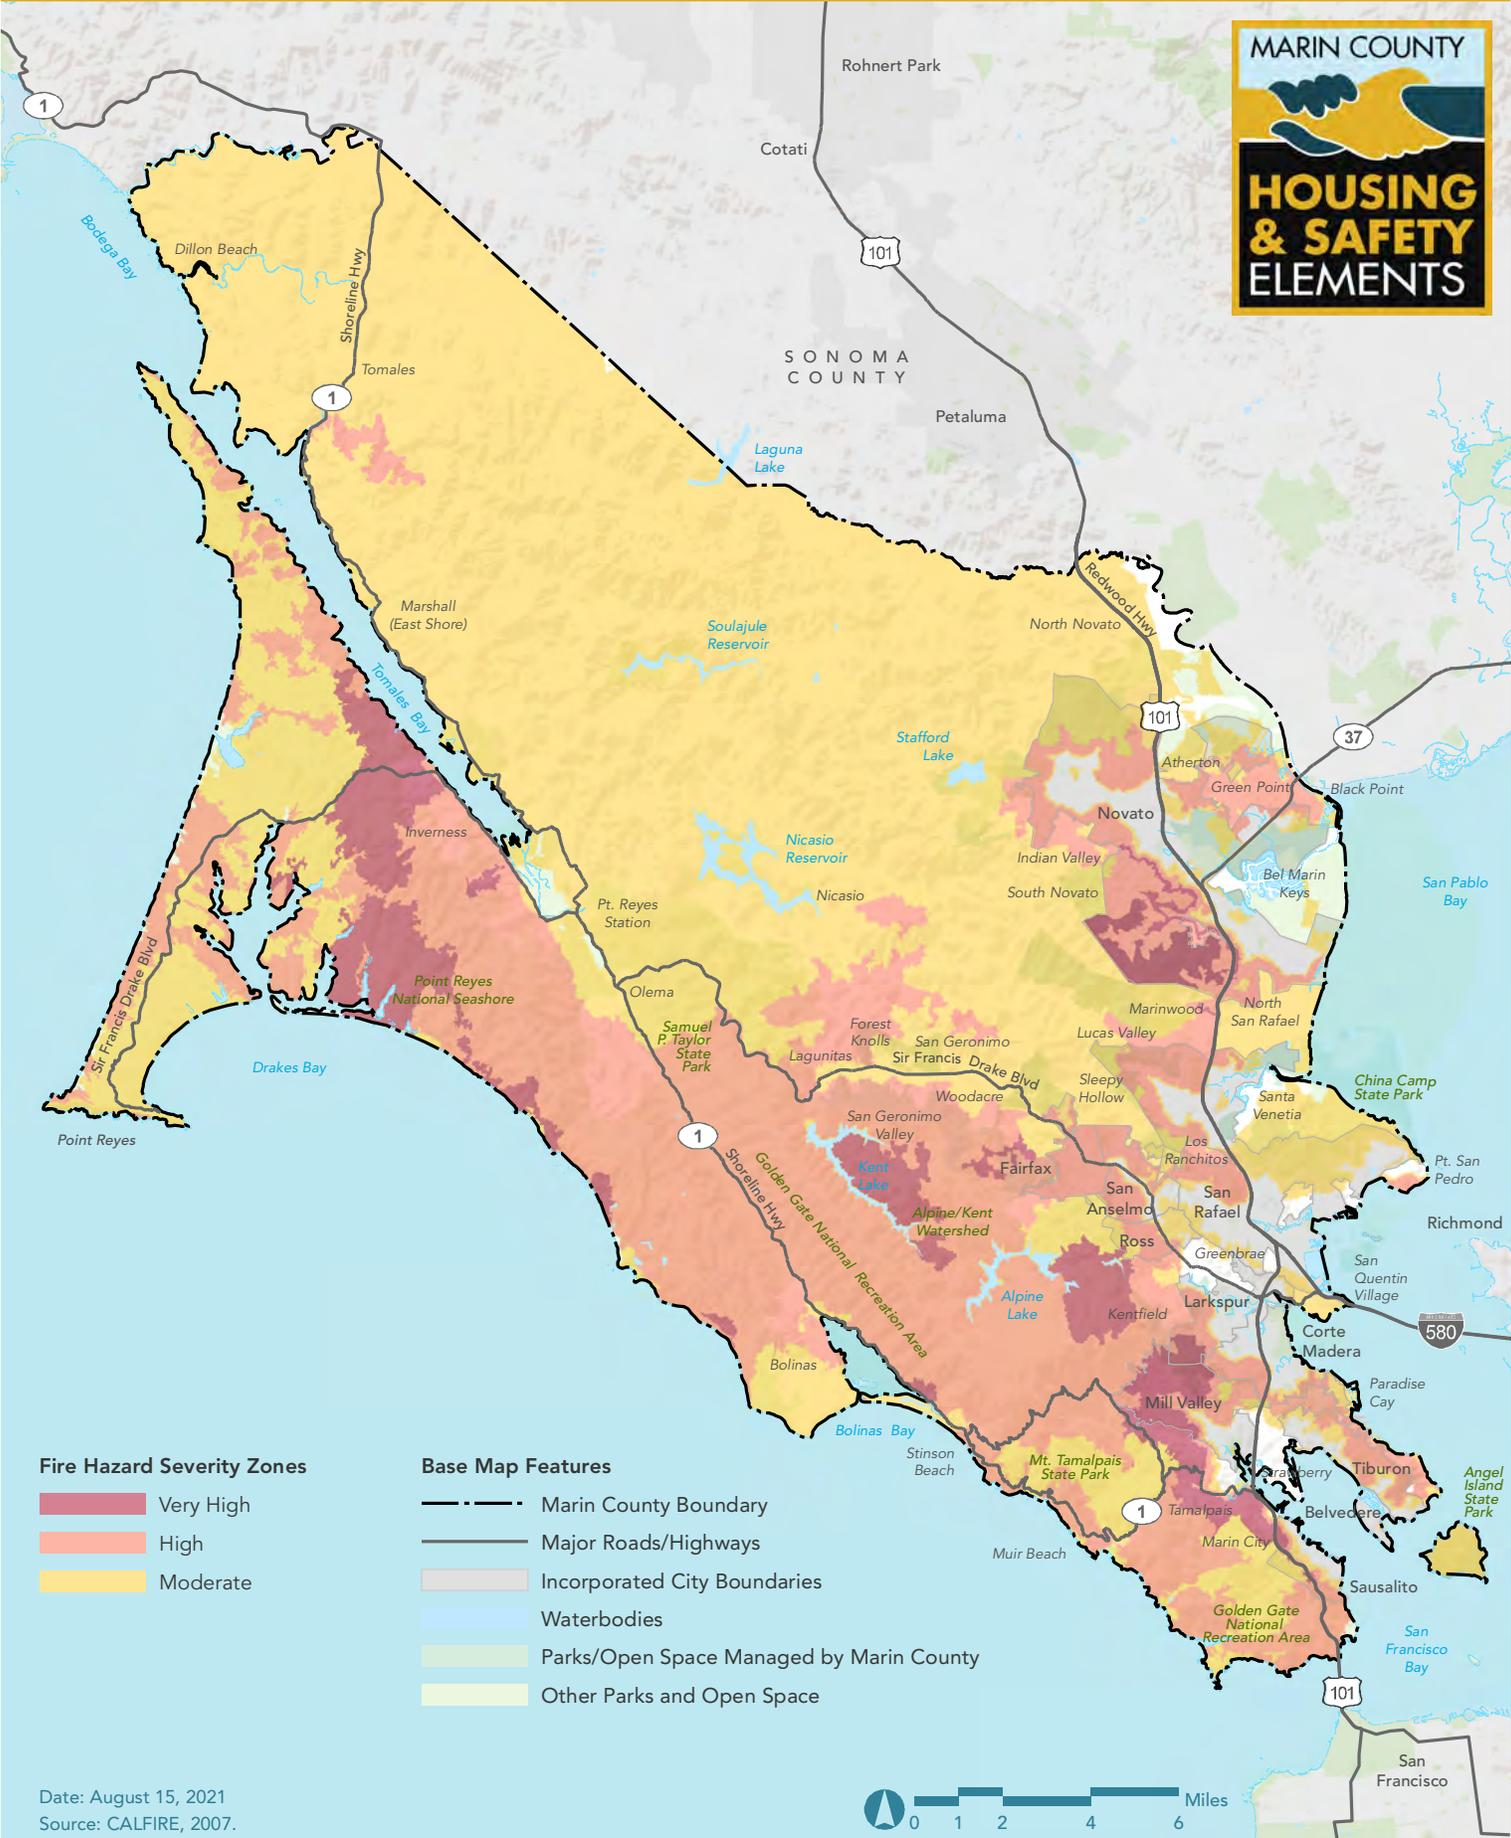 MARIN COUNTY
HOUSING
& SAFETY
ELEMENTS
Rohnert Park
1
Cotati
101
Bodega Bay
Dillon Beach
Shoreline Hwy
SONOMA
COUNTY
Tomales
1
Petaluma
Laguna
Lake
Redwood Hwy
Marshall
(East Shore)
Soulajule
Reservoir
North Novato
Tomales Bay
101
37
Stafford
Lake
Atherton
Green Point
Black Point
Novato
Inverness
Nicasio
Reservoir
Indian Valley
Bel Marin
Keys
San Pablo
Bay
South Novato
Nicasio
Pt. Reyes
Station
Sir Francis Drake Blvd
Point Reyes
National Seashore
Olema
Marinwood
North
San Rafael
Samuel
P. Taylor
State
Park
Forest
Knolls
Lucas Valley
San Geronimo
Lagunitas
Sir Francis Drake Blvd
Drakes Bay
Sleepy
Hollow
China Camp
State Park
Woodacre
Santa
Venetia
Point Reyes
1
San Geronimo
Valley
Los
Ranchitos
Kent
Lake
Fairfax
Pt. San
Pedro
Shoreline Hwy
Golden Gate National Recreation Area
San
Anselmo
San
Rafael
Alpine/Kent
Watershed
Richmond
Ross
Greenbrae
San
Quentin
Village
Alpine
Lake
Kentfield
Larkspur
580
Corte
Madera
Bolinas
Paradise
Cay
Mill Valley
Bolinas Bay
Stinson
Beach
Mt. Tamalpais
State Park
Strawberry
Tiburon
Angel
Island
State
Park
1
Tamalpais
Belvedere
Marin City
Muir Beach
Sausalito
Golden Gate
National
Recreation Area
San
Francisco
Bay
101
San
Francisco
Fire Hazard Severity Zones
Very High
High
Moderate
Base Map Features
Marin County Boundary
Major Roads/Highways
Incorporated City Boundaries
Waterbodies
Parks/Open Space Managed by Marin County
Other Parks and Open Space
Date: August 15, 2021
Source: CALFIRE, 2007.
Miles
0 1 2 4 6